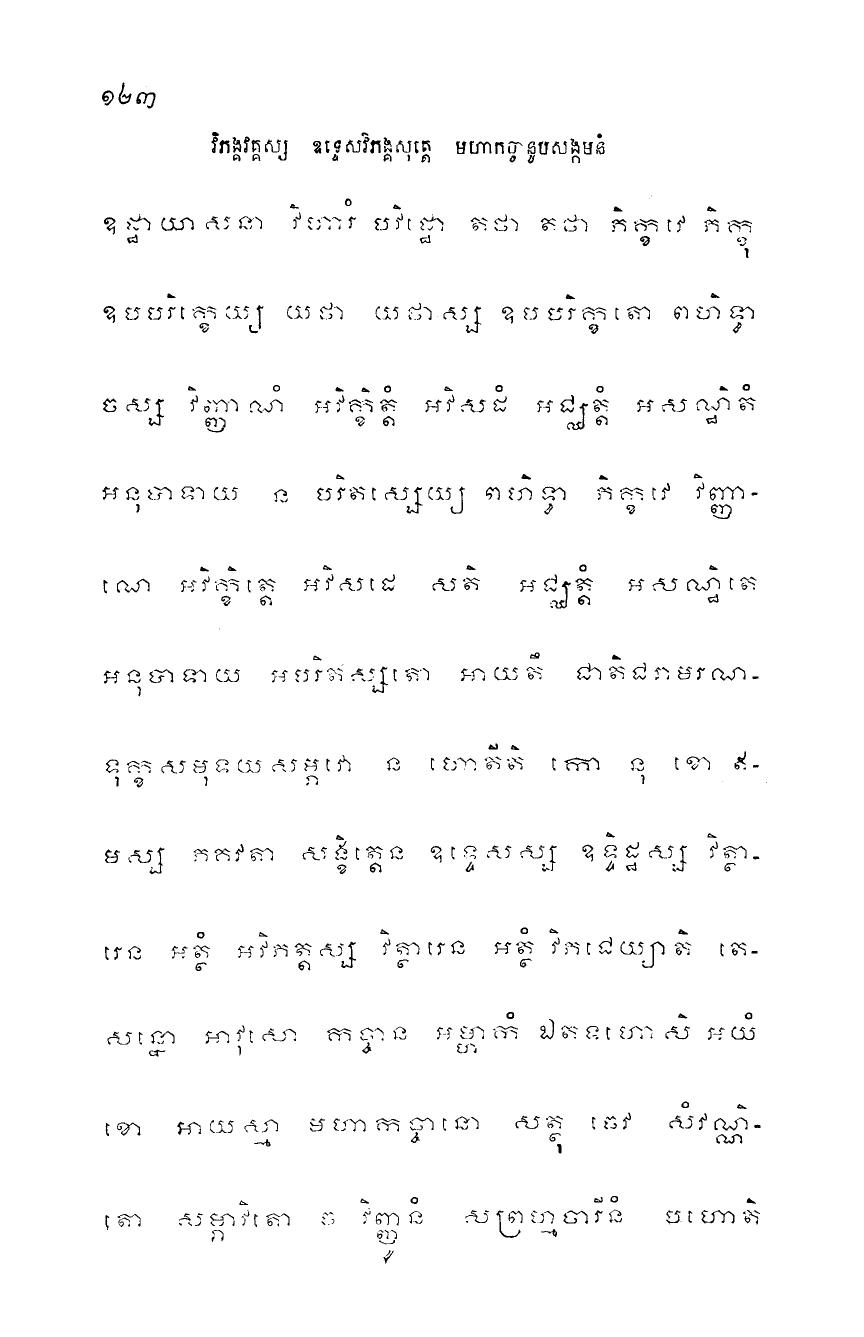 ១២៣
វិភង្គវគ្គស្ស ឧទ្ទេសវិភង្គសុត្តេ មហាកច្ចានូបសង្កមនំ
ឧដ្ឋាយាសនា វិហារំ បវិដ្ឋោ តថា តថា ភិក្ខវេ ភិក្ខុ
ឧបបរិក្ខេយ្យ យថា យថាស្ស ឧបបរិក្ខតោ ពហិទ្ធា
ចស្ស វិញ្ញាណំ អវិក្ខិត្តំ អវិសដំ អជ្ឈត្តំ អសណ្ឋិតំ
អនុបាទាយ ន បរិតស្សេយ្យ ពហិទ្ធា ភិក្ខវេ វិញ្ញា-
ណេ អវិក្ខិត្តេ អវិសដេ សតិ អជ្ឈត្តំ អសណ្ឋិតេ
អនុបាទាយ អបរិតស្សតោ អាយតឹ ជាតិជរាមរណ-
ទុក្ខសមុទយសម្ភវោ ន ហោតីតិ កោ នុ ខោ ឥ-
មស្ស ភគវតា សង្ខិត្តេន ឧទ្ទេសស្ស ឧទ្ទិដ្ឋស្ស វិត្ថា-
រេន អត្ថំ អវិភត្តស្ស វិត្ថារេន អត្ថំ វិភជេយ្យាតិ តេ-
សន្នោ អាវុសោ កច្ចាន អម្ហាកំ ឯតទហោសិ អយំ
ខោ អាយស្មា មហាកច្ចានោ សត្ថុ ចេវ សំវណ្ណិ-
តោ សម្ភាវិតោ ច វិញ្ញូនំ សព្រហ្មចារីនំ បហោតិ